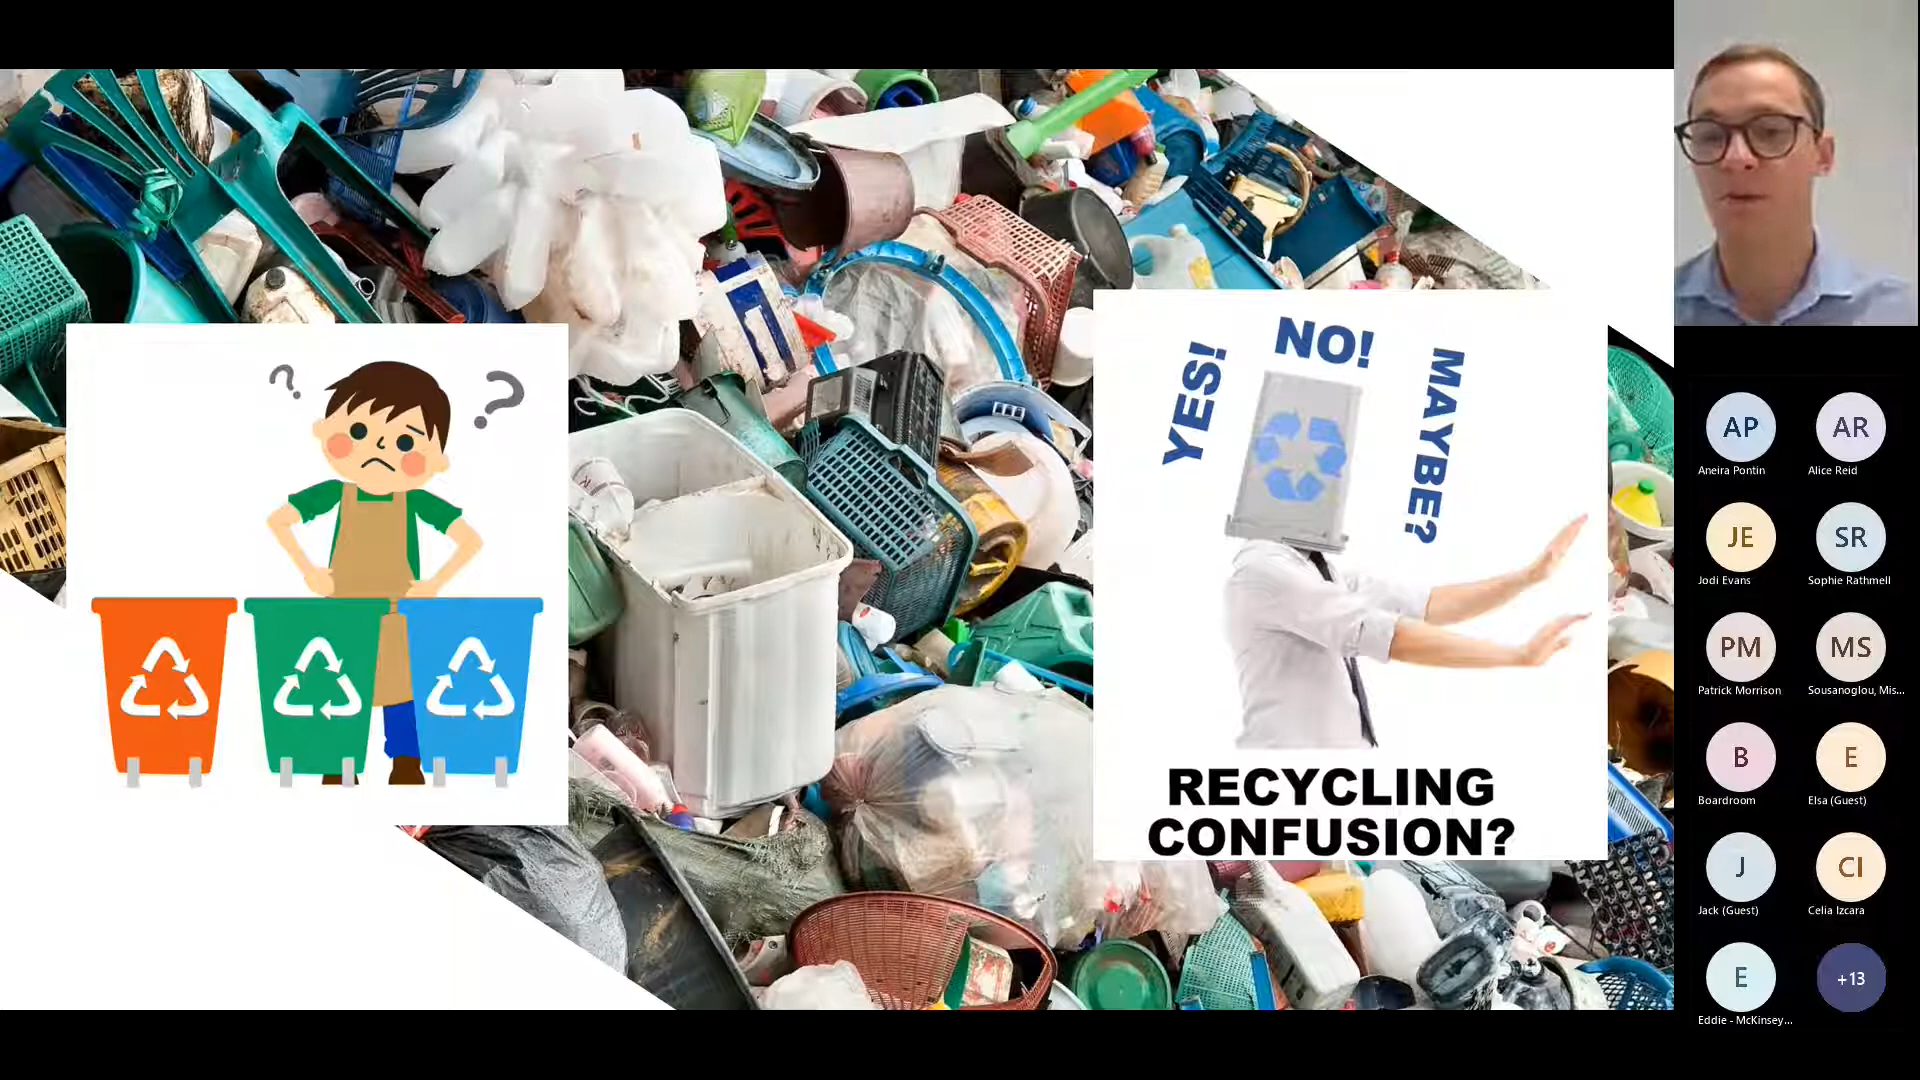 YES!
NO!
MAYBE?
RECYCLING
CONFUSION?
AP
Aneira Pontin
AR
Alice Reid
JE
Jodi Evans
SR
Sophie Rathmell
PM
Patrick Morrison
MS
Sousanoglou, Mis...
B
Boardroom
E
Elsa (Guest)
J
Jack (Guest)
CI
Celia Izcara
E
Eddie - McKinsey...
+13